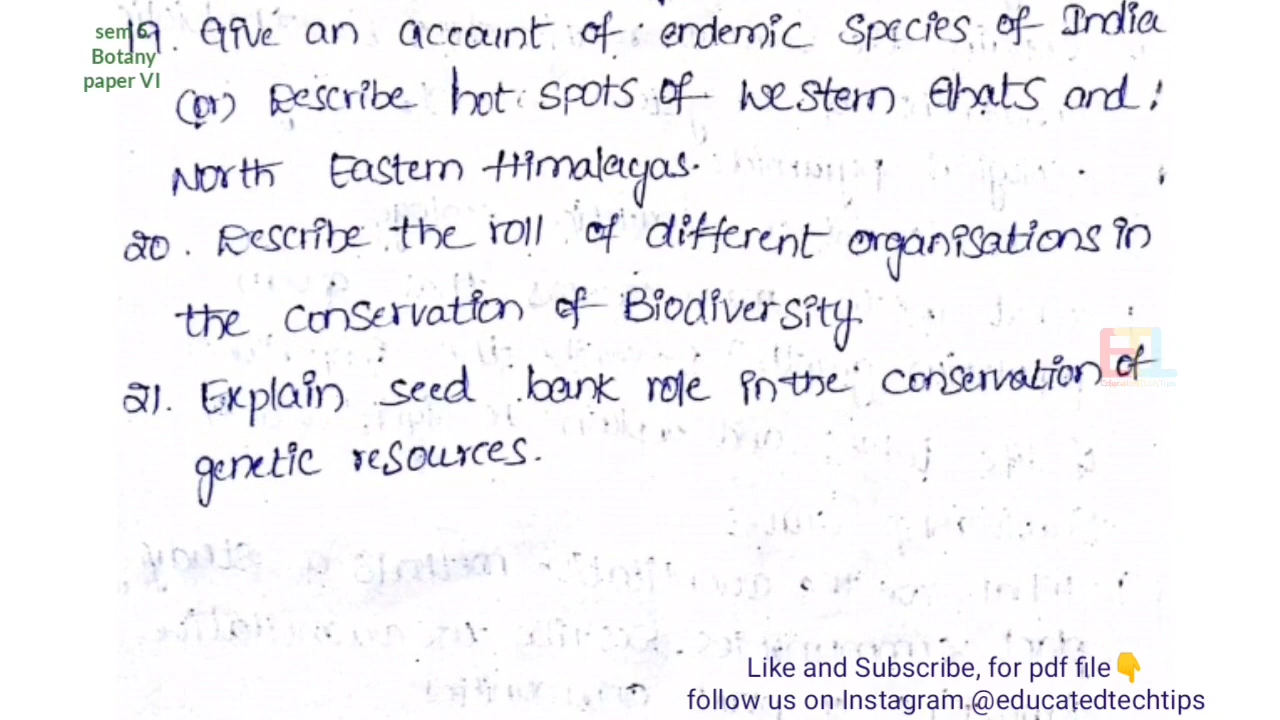 sem 6
Botany
paper VI
19. Give an account of endemic species of India
(or) Describe hot spots of Western Ghats and
North Eastern Himalayas.
20. Describe the roll of different organisations in
the conservation of Biodiversity
21. Explain seed bank role in the conservation of
genetic resources.
Like and Subscribe, for pdf file👇
follow us on Instagram @educatedtechtips